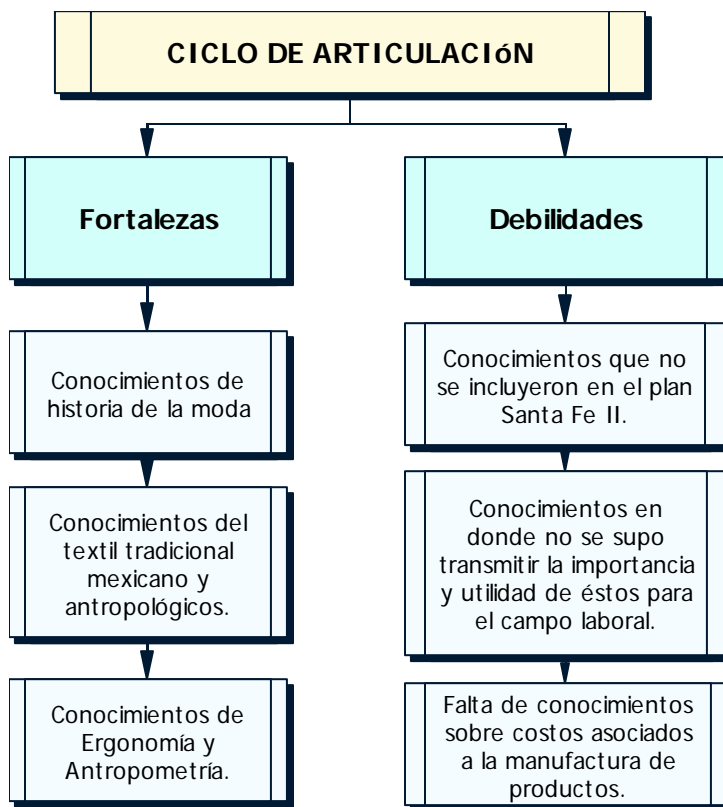 CICLO DE ARTICULACIóN
Fortalezas
Conocimientos de
historia de la moda
Conocimientos del
textil tradicional
mexicano y
antropológicos.
Conocimientos de
Ergonomía y
Antropometría.
Debilidades
Conocimientos que no
se incluyeron en el plan
Santa Fe II.
Conocimientos en
donde no se supo
transmitir la importancia
y utilidad de éstos para
el campo laboral.
Falta de conocimientos
sobre costos asociados
a la manufactura de
productos.